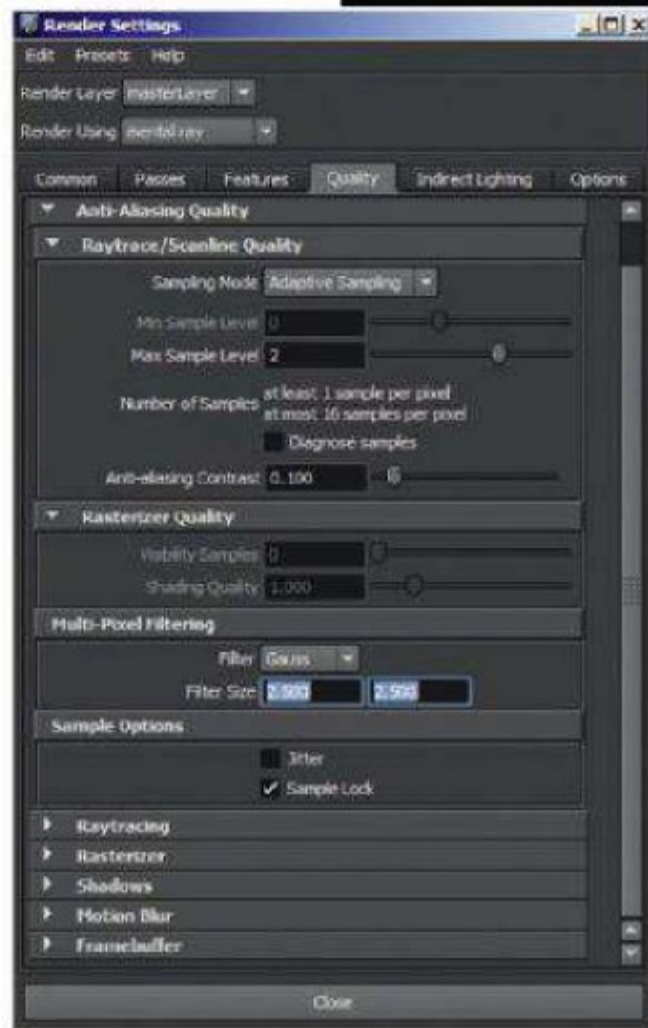 Render Settings
Edit Presets Help
Render Layer masterLayer
Render Using mental ray
Common Passes Features Quality Indirect Lighting Options
Anti-Aliasing Quality
Raytrace/Scanline Quality
Sampling Mode Adaptive Sampling
Min Sample Level 0
Max Sample Level 2
Number of Samples at least 1 sample per pixel
at most 16 samples per pixel
Diagnose samples
Anti-aliasing Contrast 0.100
Rasterizer Quality
Visibility Samples 0
Shading Quality 1.000
Multi-Pixel Filtering
Filter Gauss
Filter Size 2.500 2.500
Sample Options
Jitter
Sample Lock
Raytracing
Rasterizer
Shadows
Motion Blur
Framebuffer
Close